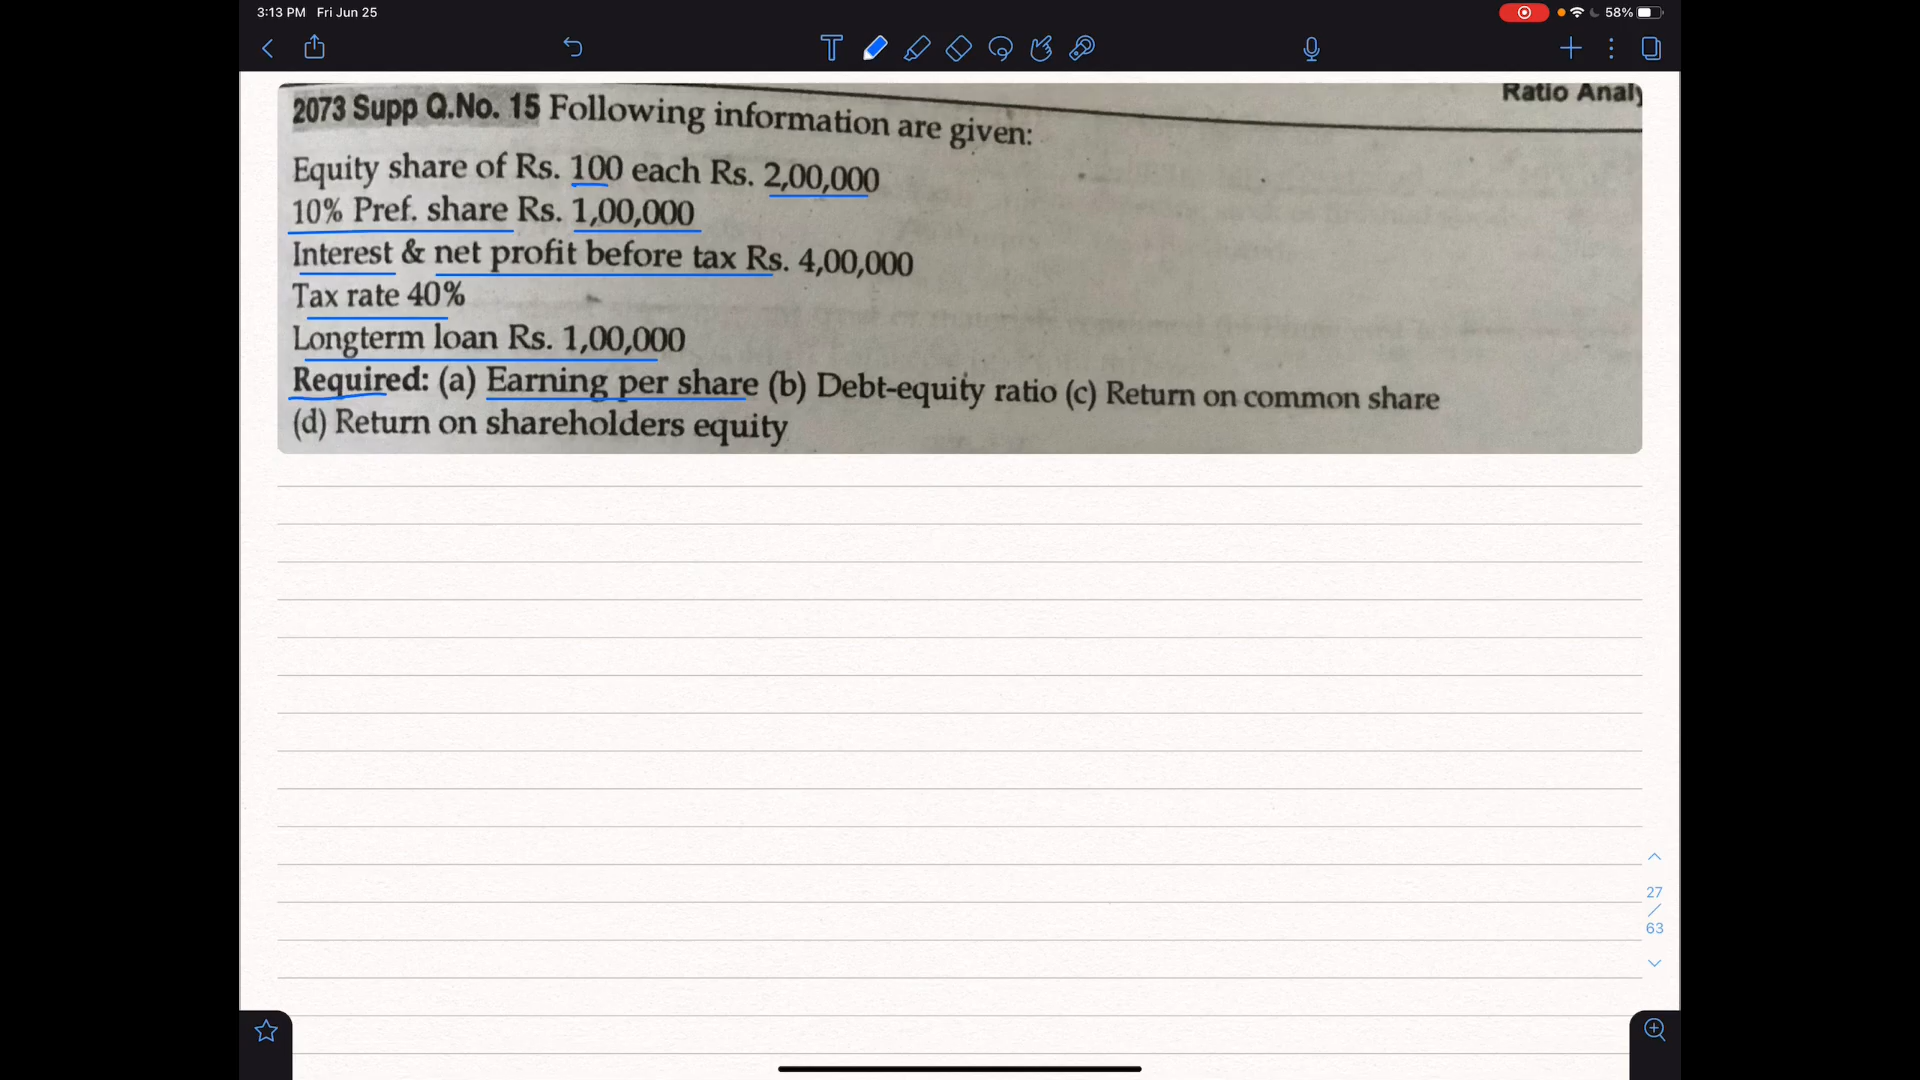 3:13 PM Fri Jun 25
58%
T
Ratio Analy
2073 Supp Q.No. 15 Following information are given:
Equity share of Rs. 100 each Rs. 2,00,000
10% Pref. share Rs. 1,00,000
Interest & net profit before tax Rs. 4,00,000
Tax rate 40%
Longterm loan Rs. 1,00,000
Required: (a) Earning per share (b) Debt-equity ratio (c) Return on common share
(d) Return on shareholders equity
27
/
63